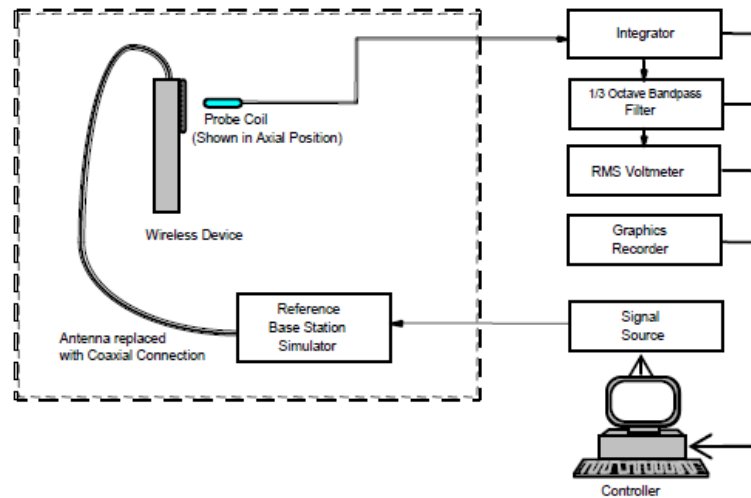 Integrator
1/3 Octave Bandpass
Filter
RMS Voltmeter
Graphics
Recorder
Signal
Source
Controller
Probe Coil
(Shown in Axial Position)
Wireless Device
Reference
Base Station
Simulator
Antenna replaced
with Coaxial Connection